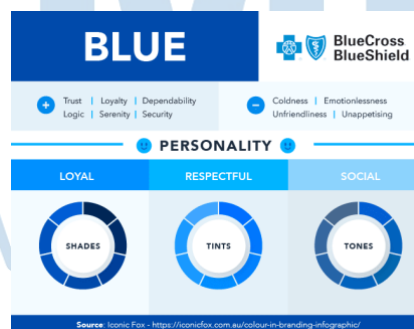 BLUE
BlueCross
BlueShield
Trust | Loyalty | Dependability
Logic | Serenity | Security
Coldness | Emotionlessness
Unfriendliness | Unappetising
PERSONALITY
LOYAL
RESPECTFUL
SOCIAL
SHADES
TINTS
TONES
Source: Iconic Fox - https://iconicfox.com.au/colour-in-branding-infographic/